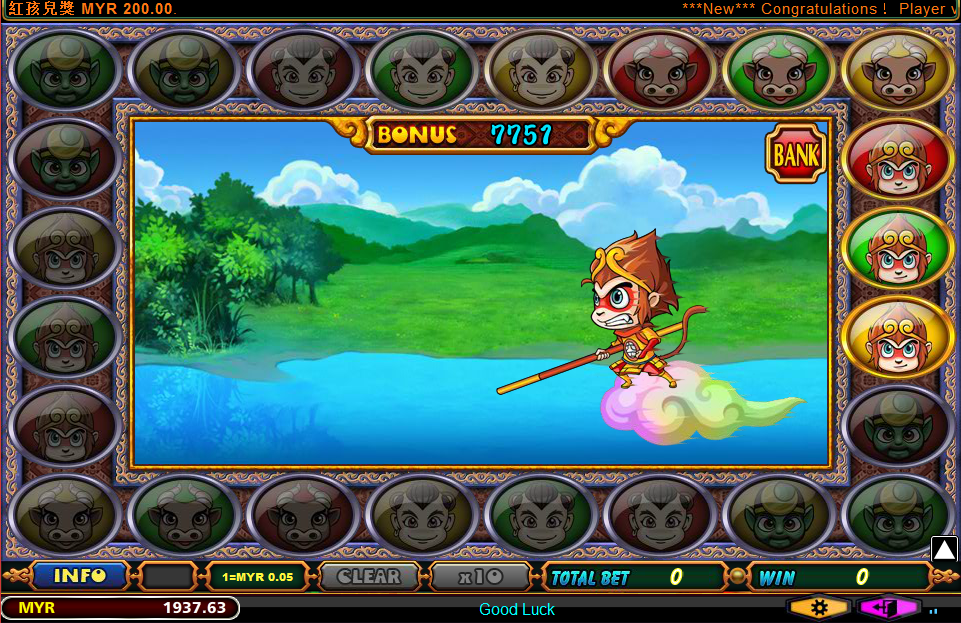 紅孩兒獎 MYR 200.00.
***New*** Congratulations ! Player
BONUS 7751
BANK
INFO
1=MYR 0.05
CLEAR
x10
TOTAL BET 0
WIN 0
MYR 1937.63
Good Luck